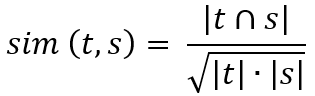 sim (t,s) = |t ∩ s| / √(|t| · |s|)